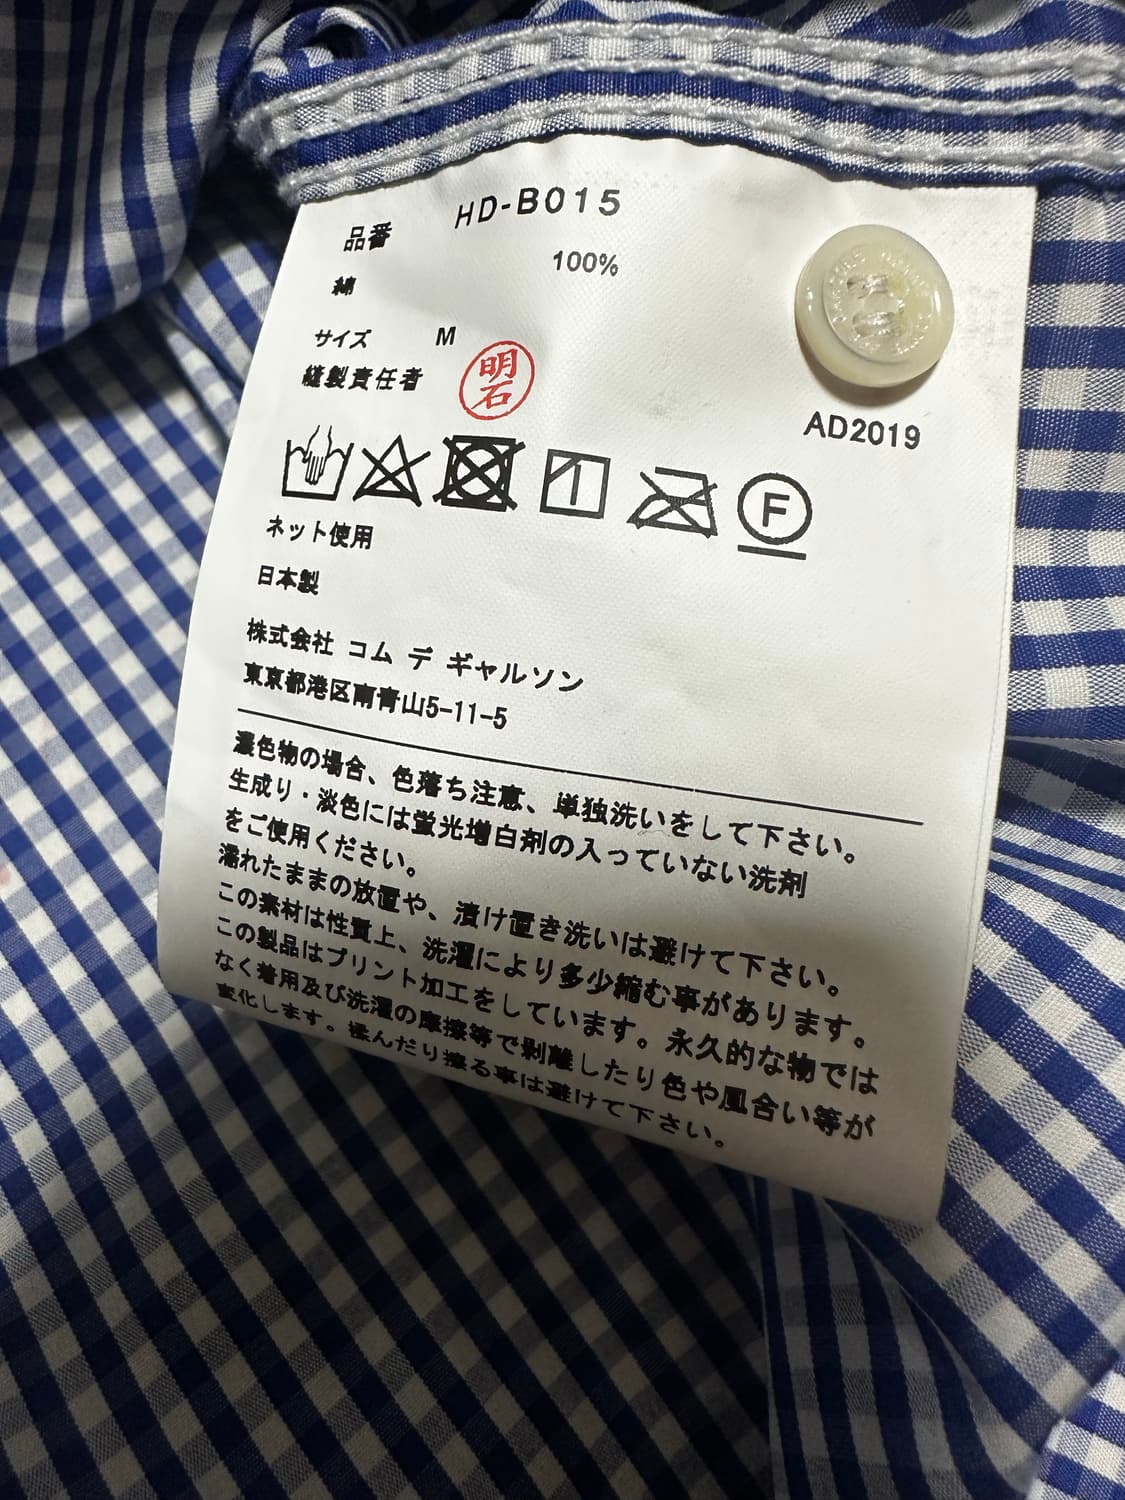 品番 HD-B015
綿 100%
サイズ M
縫製責任者 明石
AD2019
F
ネット使用
日本製
株式会社 コム デ ギャルソン
東京都港区南青山5-11-5
濃色物の場合、色落ち注意、単独洗いをして下さい。
生成り・淡色には蛍光増白剤の入っていない洗剤
をご使用ください。
濡れたままの放置や、漬け置き洗いは避けて下さい。
この素材は性質上、洗濯により多少縮む事があります。
この製品はプリント加工をしています。永久的な物では
なく着用及び洗濯の摩擦等で剥離したり色や風合い等が
変化します。揉んだり擦る事は避けて下さい。